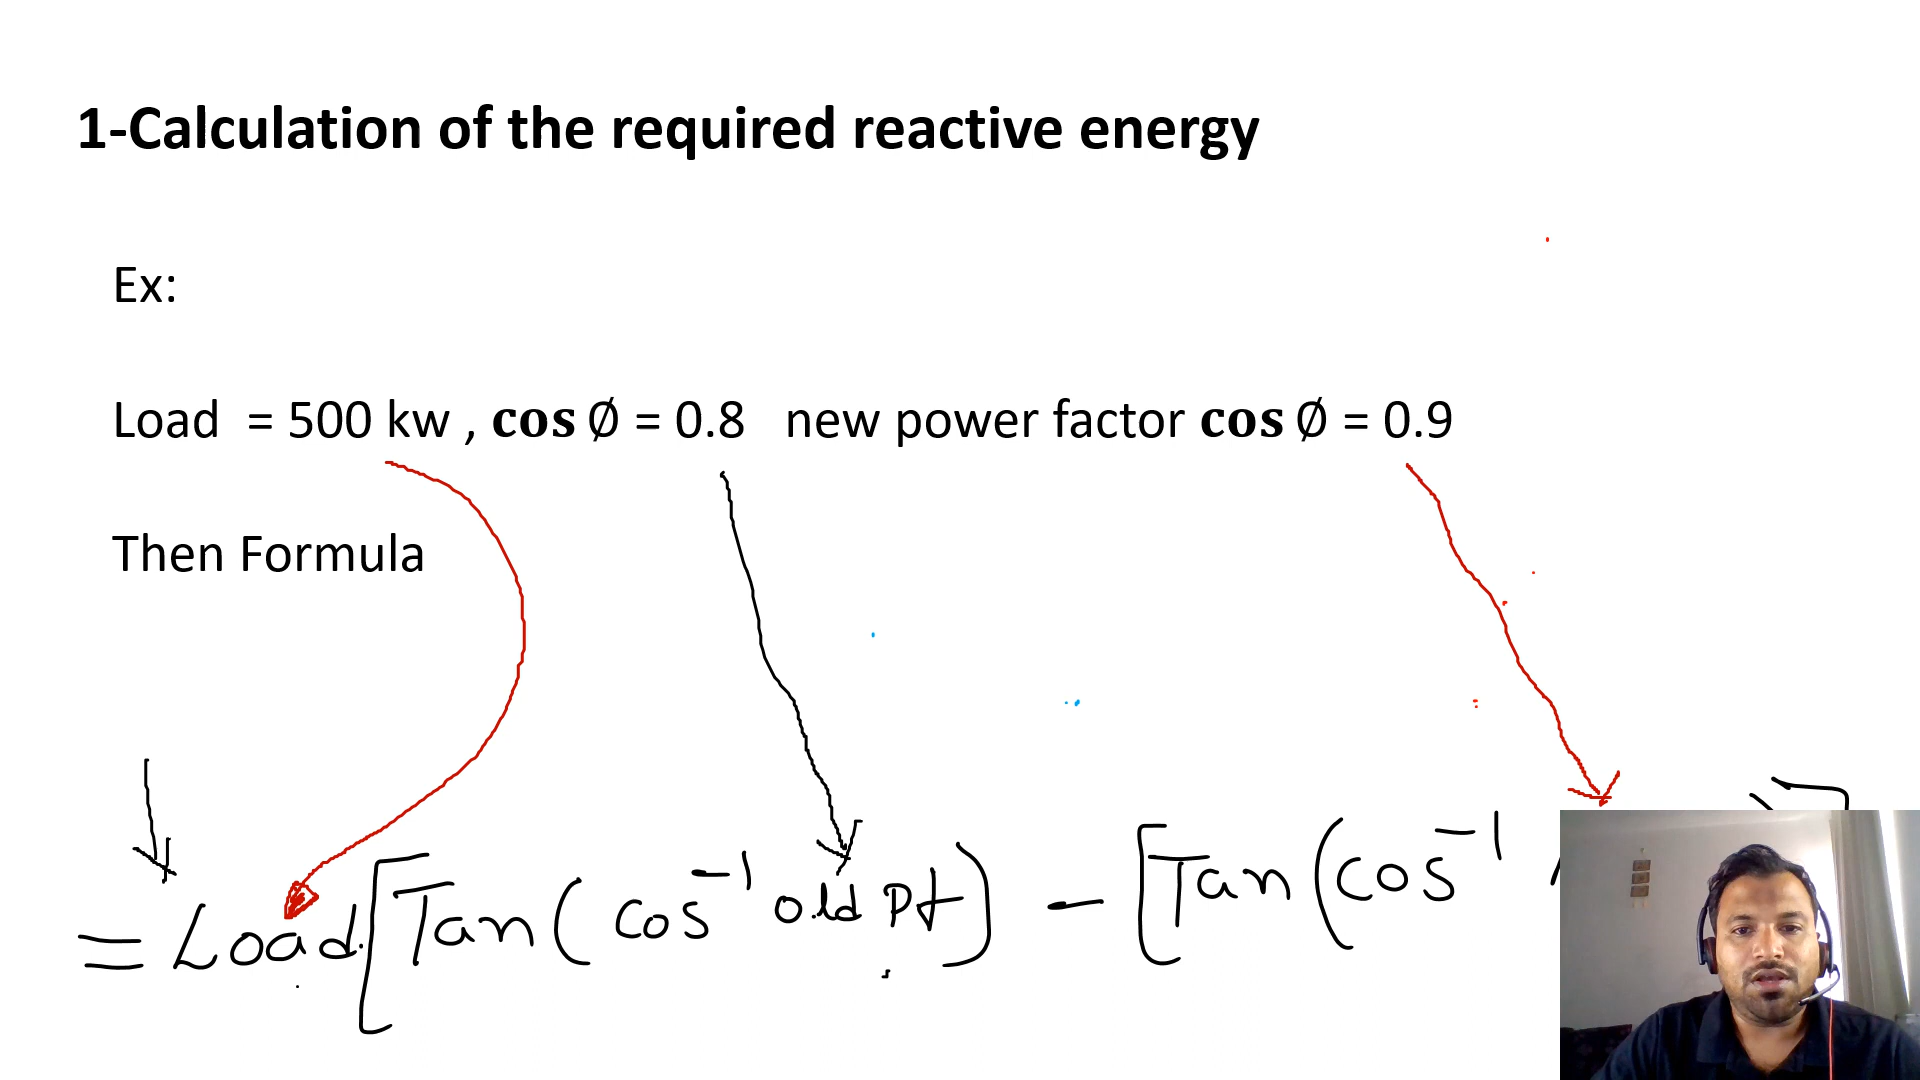 1-Calculation of the required reactive energy
Ex:
Load = 500 kw , cos Ø = 0.8 new power factor cos Ø = 0.9
Then Formula
= Load [Tan ( cos⁻¹ old Pf) - [Tan (cos⁻¹